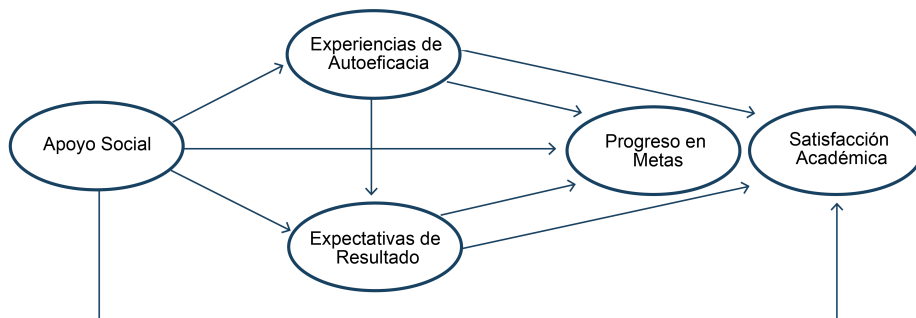 Experiencias de
Autoeficacia
Apoyo Social
Progreso en
Metas
Satisfacción
Académica
Expectativas de
Resultado